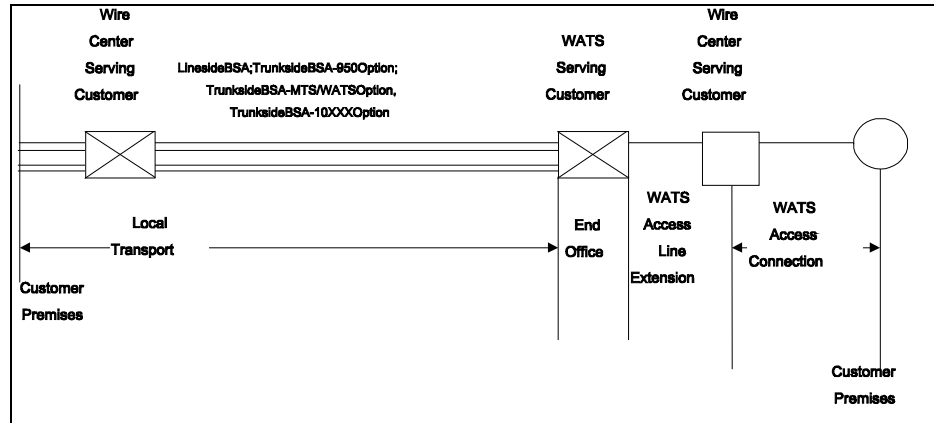 Wire
Center
Serving
Customer
LinesideBSA;TrunksideBSA-950Option;
TrunksideBSA-MTS/WATSOption,
TrunksideBSA-10XXXOption
WATS
Serving
Customer
Wire
Center
Serving
Customer
Local
Transport
End
Office
WATS
Access
Line
Extension
WATS
Access
Connection
Customer
Premises
Customer
Premises